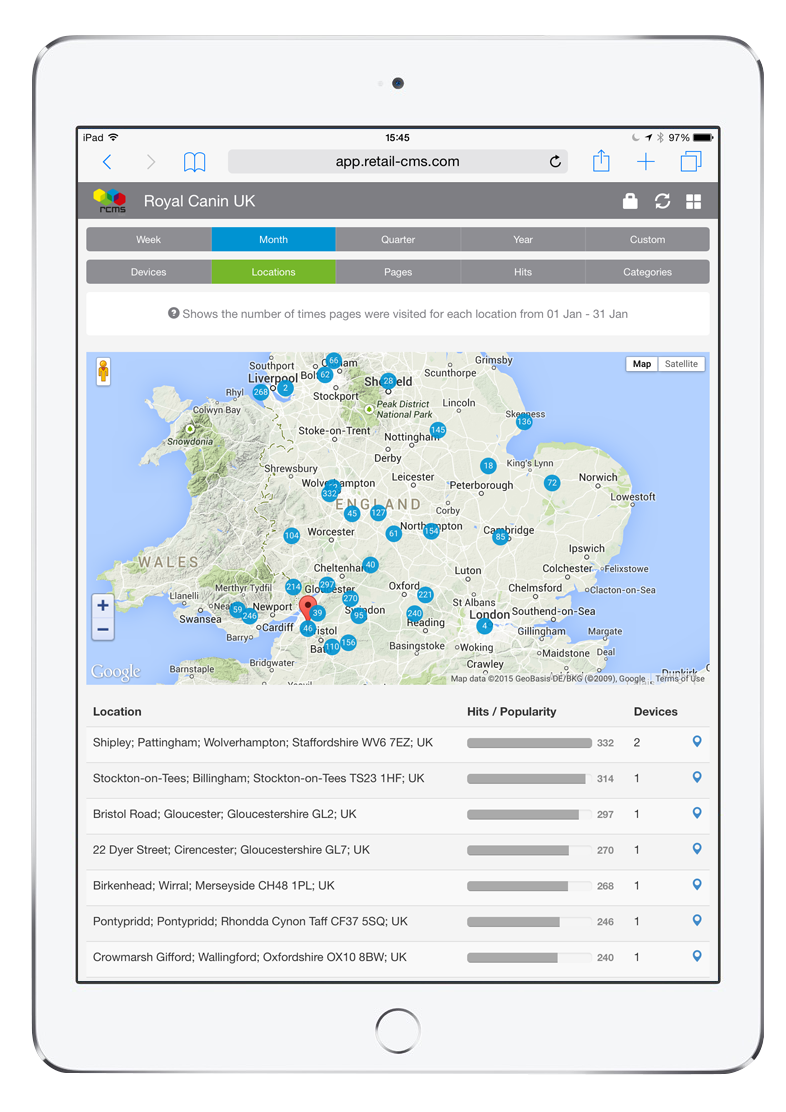 iPad 15:45 97%
app.retail-cms.com
rcms Royal Canin UK
Week Month Quarter Year Custom
Devices Locations Pages Hits Categories
? Shows the number of times pages were visited for each location from 01 Jan - 31 Jan
Map Satellite
66
Southport
Grimsby
62
Scunthorpe
Liverpool
28
268
2
Rhyl
Stockport
Colwyn Bay
Peak District
National Park
Lincoln
Skegness
136
Snowdonia
Stoke-on-Trent
145
Nottingham
Derby
Shrewsbury
18
King's Lynn
Leicester
Norwich
Wolverhampton
332
Peterborough
72
Lowestoft
ENGLAND
Corby
45
127
Worcester
104
61
Northampton
154
Cambridge
85
Ipswich
WALES
Cheltenham
40
Luton
Colchester
Felixstowe
Merthyr Tydfil
214
Gloucester
297
Oxford
221
Chelmsford
Clacton-on-Sea
Llanelli
270
St Albans
Swansea
59
246
Newport
39
95
240
Reading
London
4
Southend-on-Sea
Cardiff
46
Bristol
Gillingham
Margate
Barry
110
156
Basingstoke
Woking
Maidstone
Deal
Bridgwater
Crawley
Barnstaple
+
−
Google
Map data ©2015 GeoBasis-DE/BKG (©2009), Google Terms of Use
Location Hits / Popularity Devices
Shipley; Pattingham; Wolverhampton; Staffordshire WV6 7EZ; UK 332 2
Stockton-on-Tees; Billingham; Stockton-on-Tees TS23 1HF; UK 314 1
Bristol Road; Gloucester; Gloucestershire GL2; UK 297 1
22 Dyer Street; Cirencester; Gloucestershire GL7; UK 270 1
Birkenhead; Wirral; Merseyside CH48 1PL; UK 268 1
Pontypridd; Pontypridd; Rhondda Cynon Taff CF37 5SQ; UK 246 1
Crowmarsh Gifford; Wallingford; Oxfordshire OX10 8BW; UK 240 1